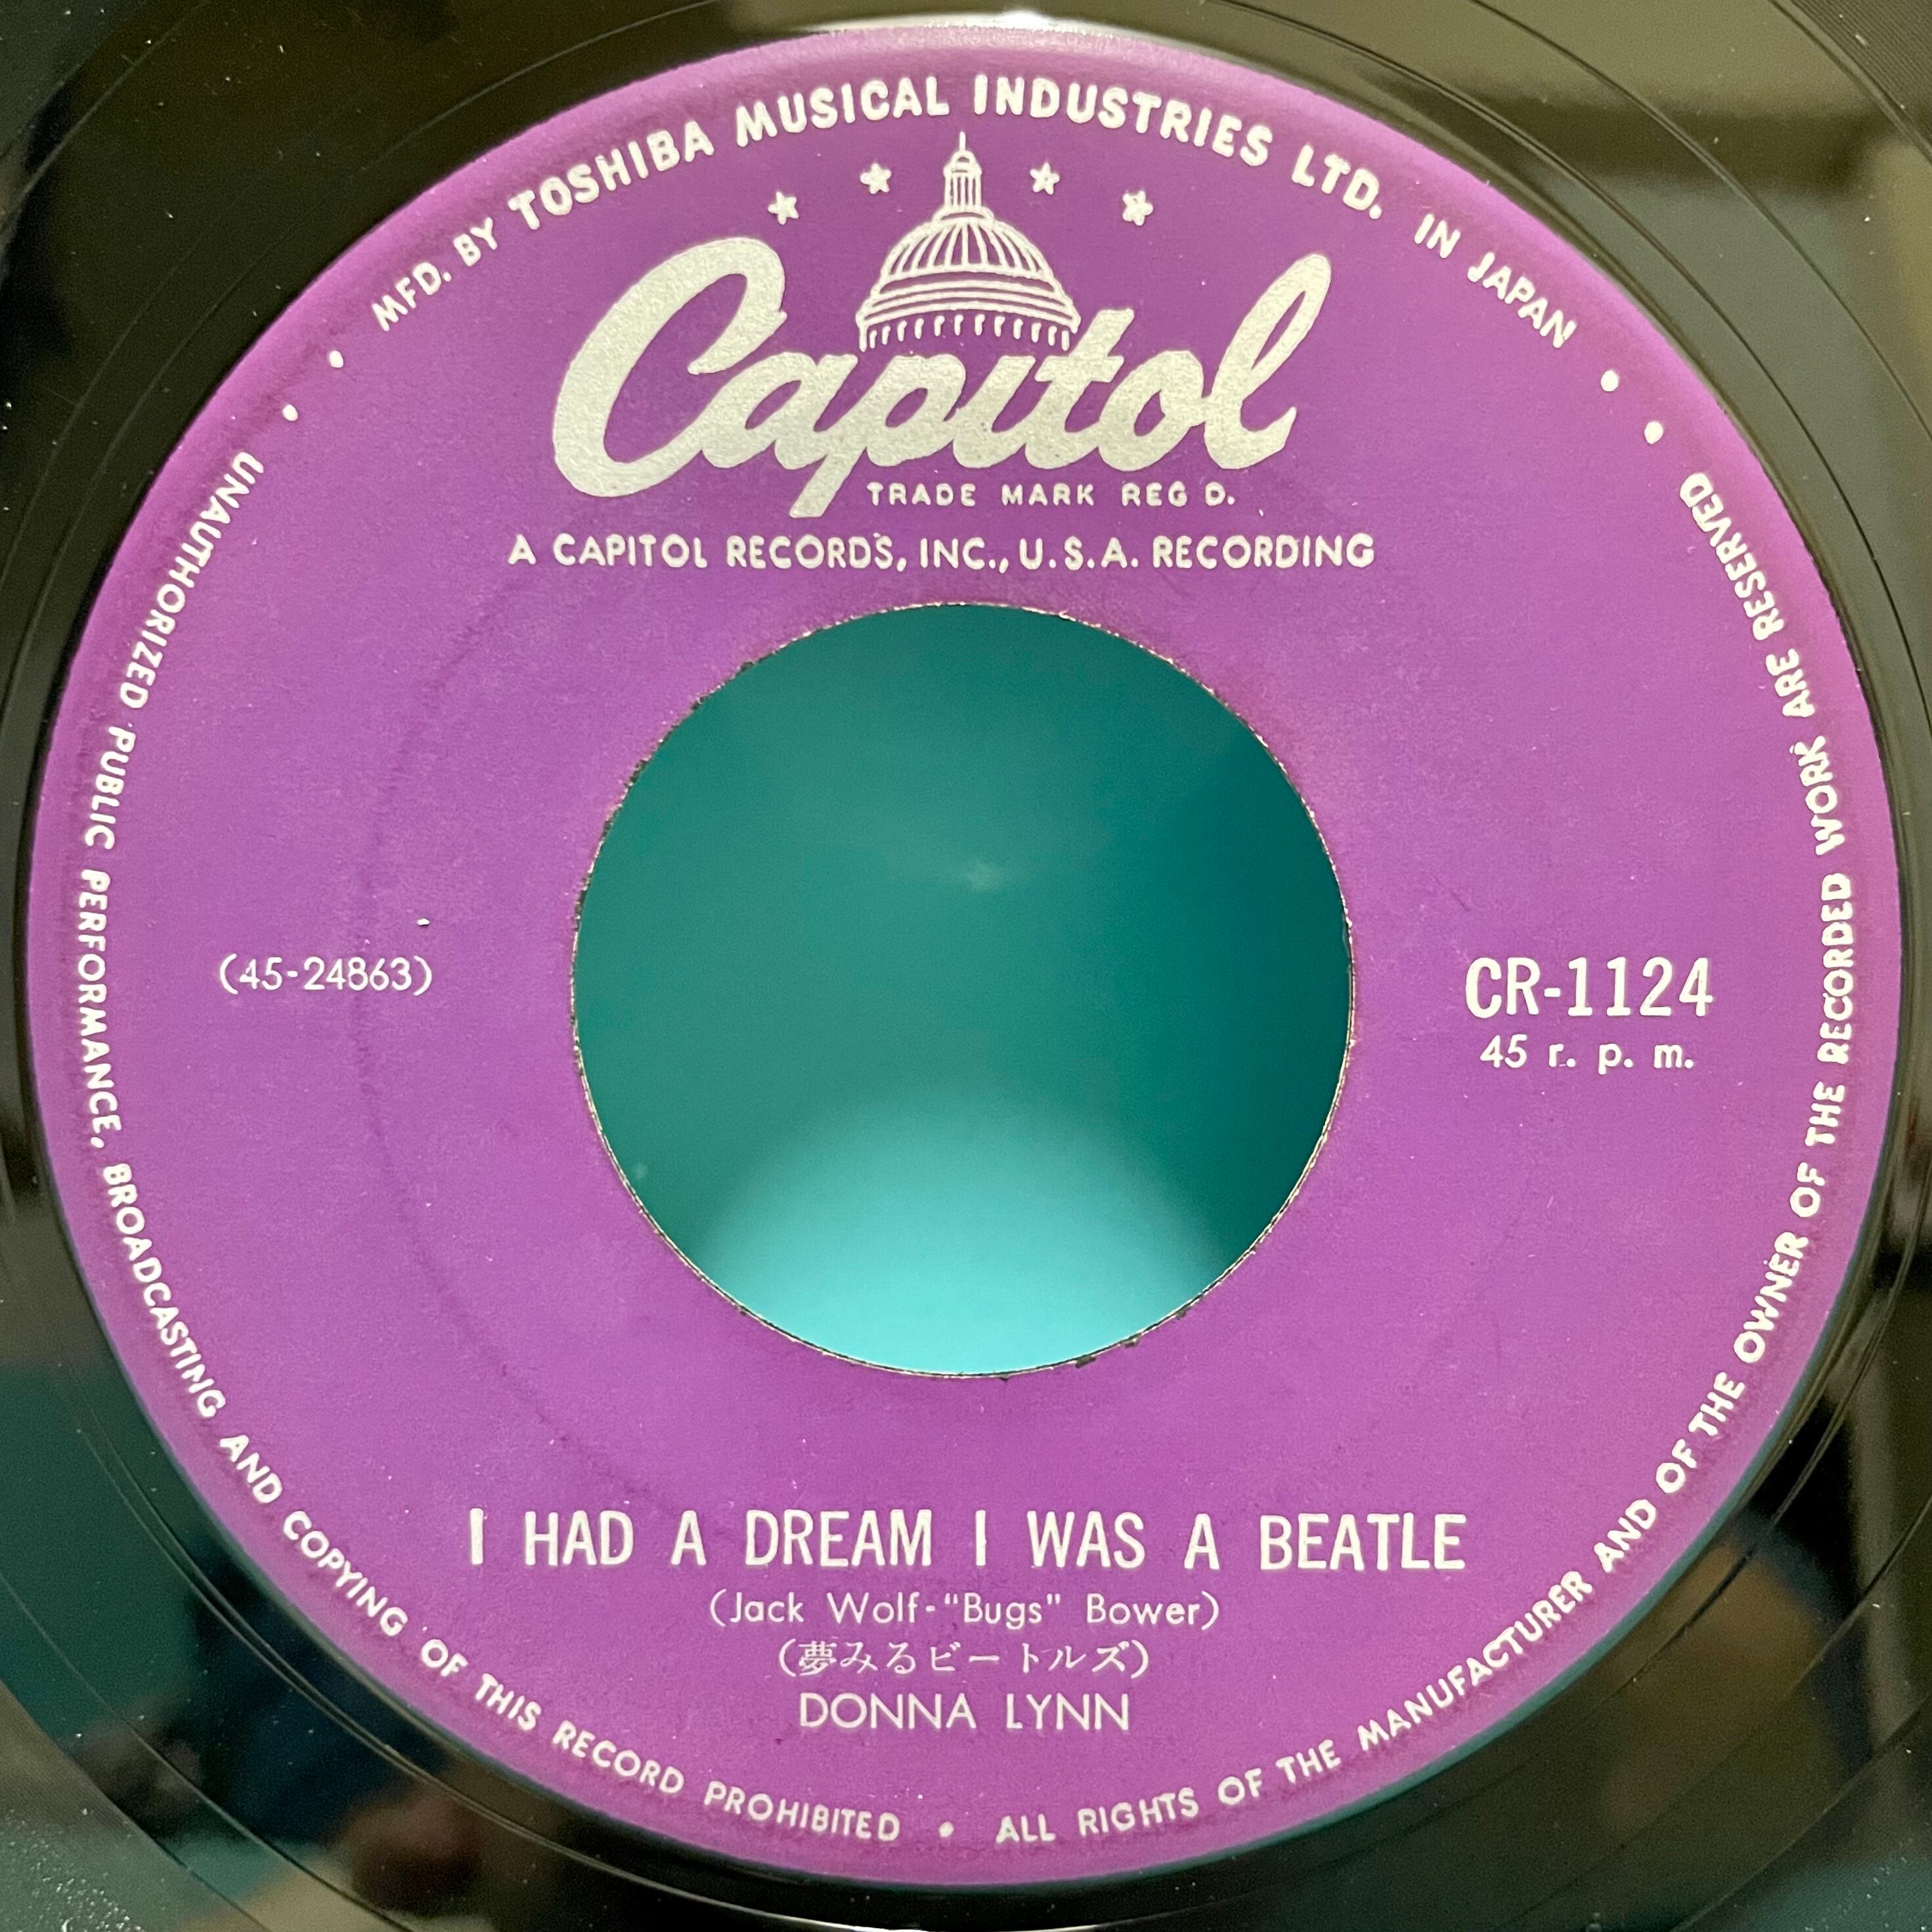 MFD. BY TOSHIBA MUSICAL INDUSTRIES LTD. IN JAPAN
Capitol
TRADE MARK REG D.
A CAPITOL RECORDS, INC., U.S.A. RECORDING
(45-24863)
CR-1124
45 r. p. m.
I HAD A DREAM I WAS A BEATLE
(Jack Wolf-"Bugs" Bower)
(夢みるビートルズ)
DONNA LYNN
UNAUTHORIZED PUBLIC PERFORMANCE, BROADCASTING AND COPYING OF THIS RECORD PROHIBITED • ALL RIGHTS OF THE MANUFACTURER AND OF THE OWNER OF THE RECORDED WORK ARE RESERVED